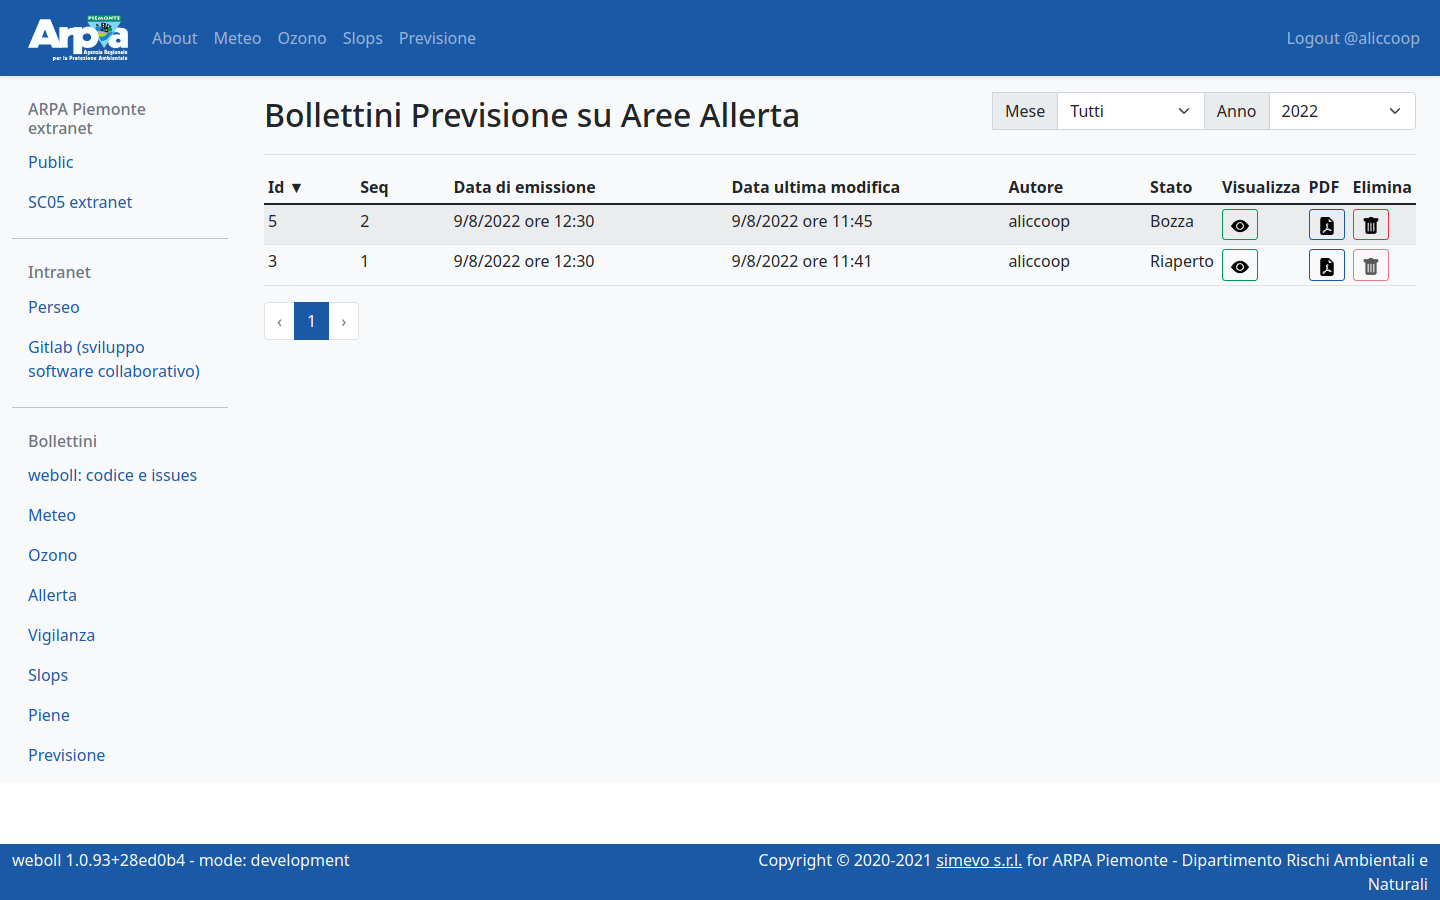 PIEMONTE
Arpa
Agenzia Regionale
per la Protezione Ambientale
About Meteo Ozono Slops Previsione Logout @aliccoop
ARPA Piemonte
extranet
Public
SC05 extranet
Intranet
Perseo
Gitlab (sviluppo
software collaborativo)
Bollettini
weboll: codice e issues
Meteo
Ozono
Allerta
Vigilanza
Slops
Piene
Previsione
Bollettini Previsione su Aree Allerta
Mese Tutti Anno 2022
Id ▼ Seq Data di emissione Data ultima modifica Autore Stato Visualizza PDF Elimina
5 2 9/8/2022 ore 12:30 9/8/2022 ore 11:45 aliccoop Bozza
3 1 9/8/2022 ore 12:30 9/8/2022 ore 11:41 aliccoop Riaperto
‹ 1 ›
weboll 1.0.93+28ed0b4 - mode: development
Copyright © 2020-2021 simevo s.r.l. for ARPA Piemonte - Dipartimento Rischi Ambientali e
Naturali